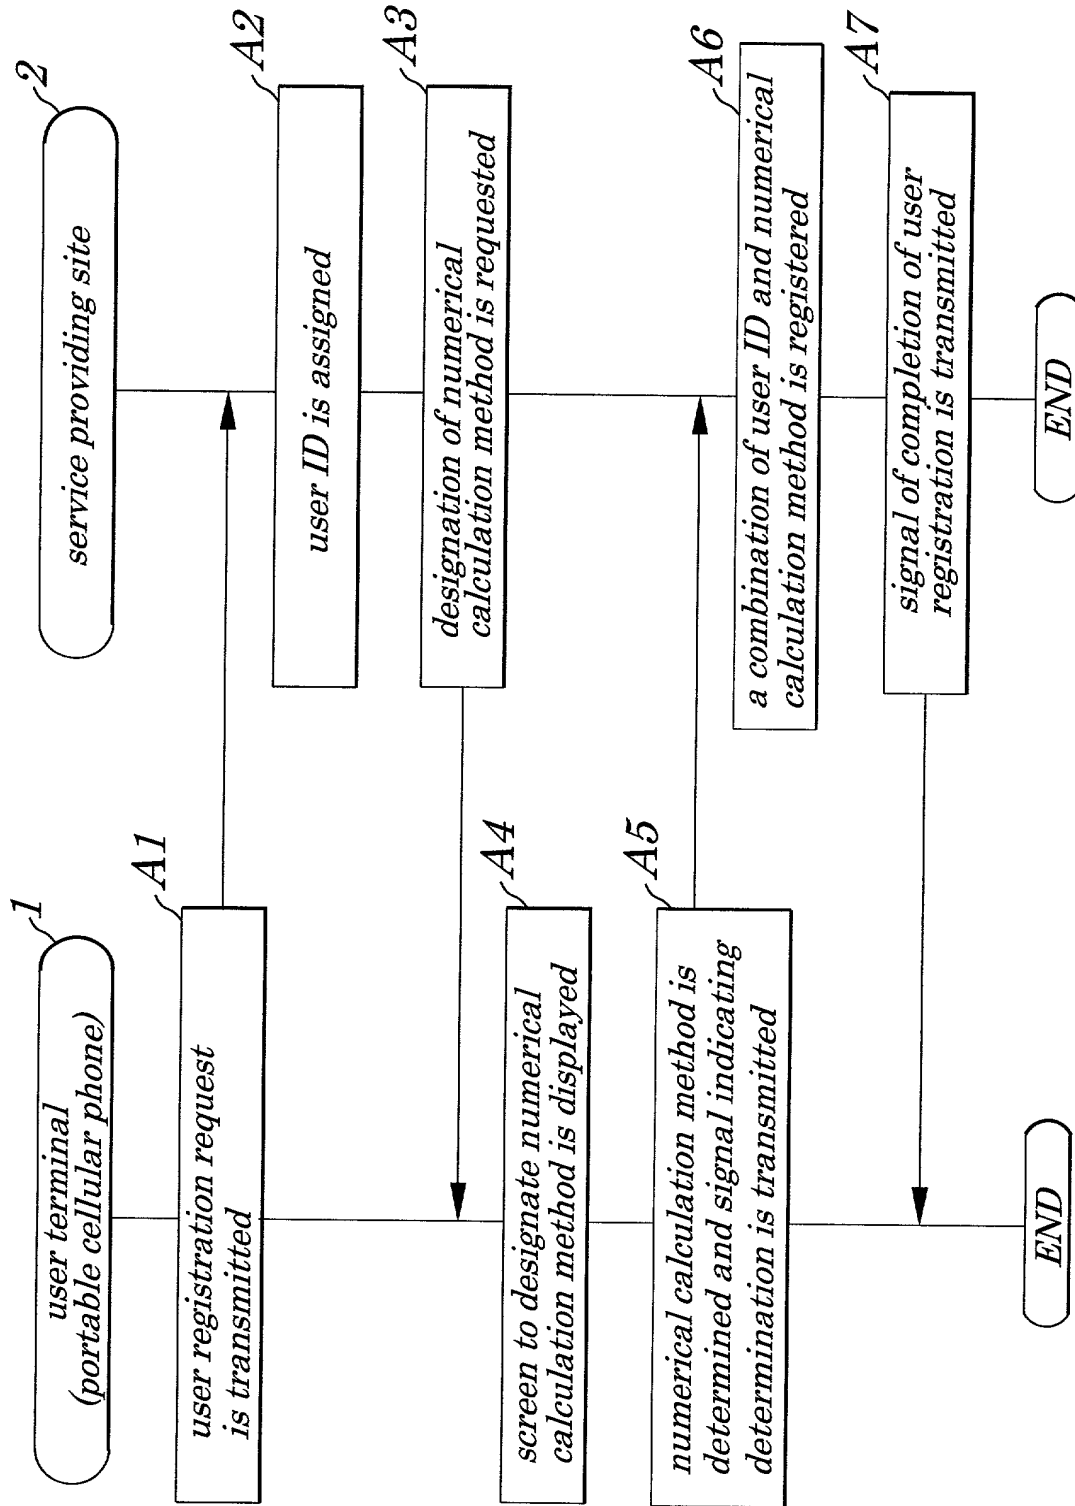 1
user terminal
(portable cellular phone)
2
service providing site
A1
user registration request
is transmitted
A2
user ID is assigned
A3
designation of numerical
calculation method is requested
A4
screen to designate numerical
calculation method is displayed
A5
numerical calculation method is
determined and signal indicating
determination is transmitted
A6
a combination of user ID and numerical
calculation method is registered
A7
signal of completion of user
registration is transmitted
END
END